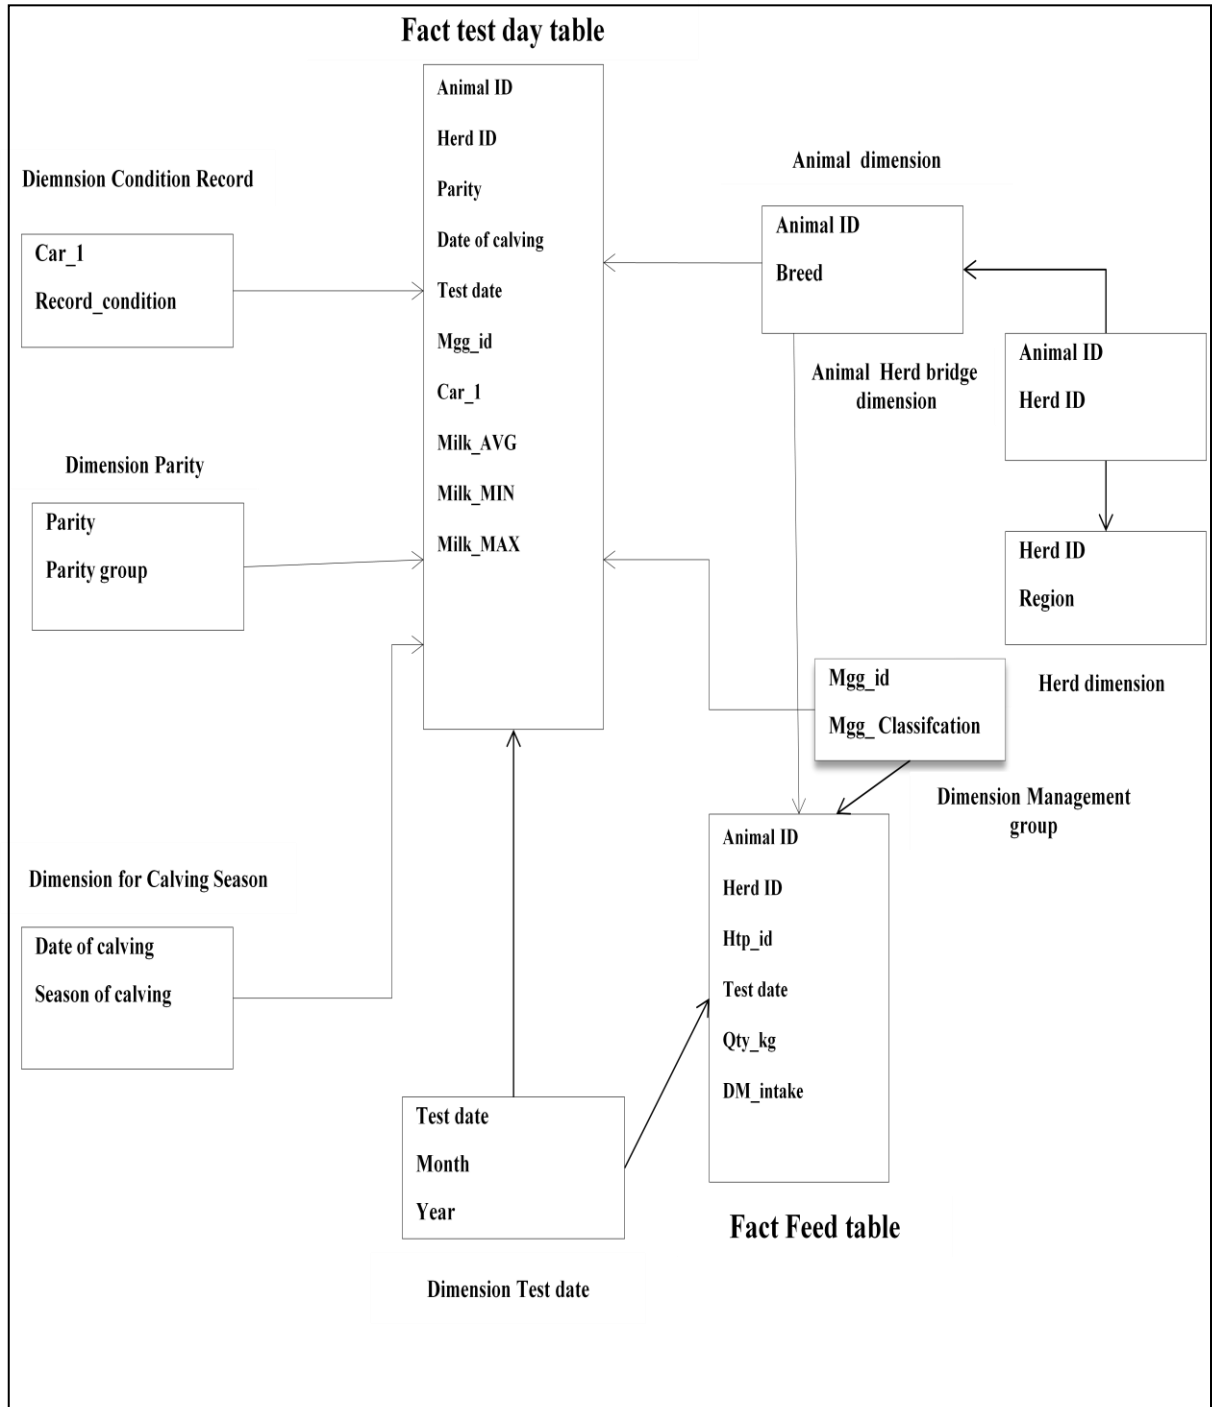 Fact test day table
Animal ID
Herd ID
Parity
Date of calving
Test date
Mgg_id
Car_1
Milk_AVG
Milk_MIN
Milk_MAX
Diemnsion Condition Record
Car_1
Record_condition
Dimension Parity
Parity
Parity group
Dimension for Calving Season
Date of calving
Season of calving
Animal dimension
Animal ID
Breed
Animal Herd bridge
dimension
Animal ID
Herd ID
Herd ID
Region
Herd dimension
Mgg_id
Mgg_ Classifcation
Dimension Management
group
Animal ID
Herd ID
Htp_id
Test date
Qty_kg
DM_intake
Fact Feed table
Test date
Month
Year
Dimension Test date